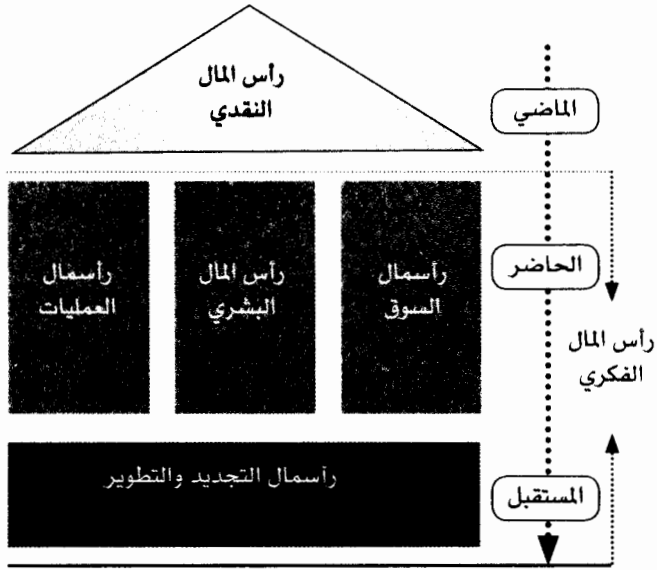 رأس المال
النقدي
الماضي
رأسمال
السوق
رأس المال
البشري
رأسمال
العمليات
الحاضر
رأس المال
الفكري
رأسمال التجديد والتطوير
المستقبل